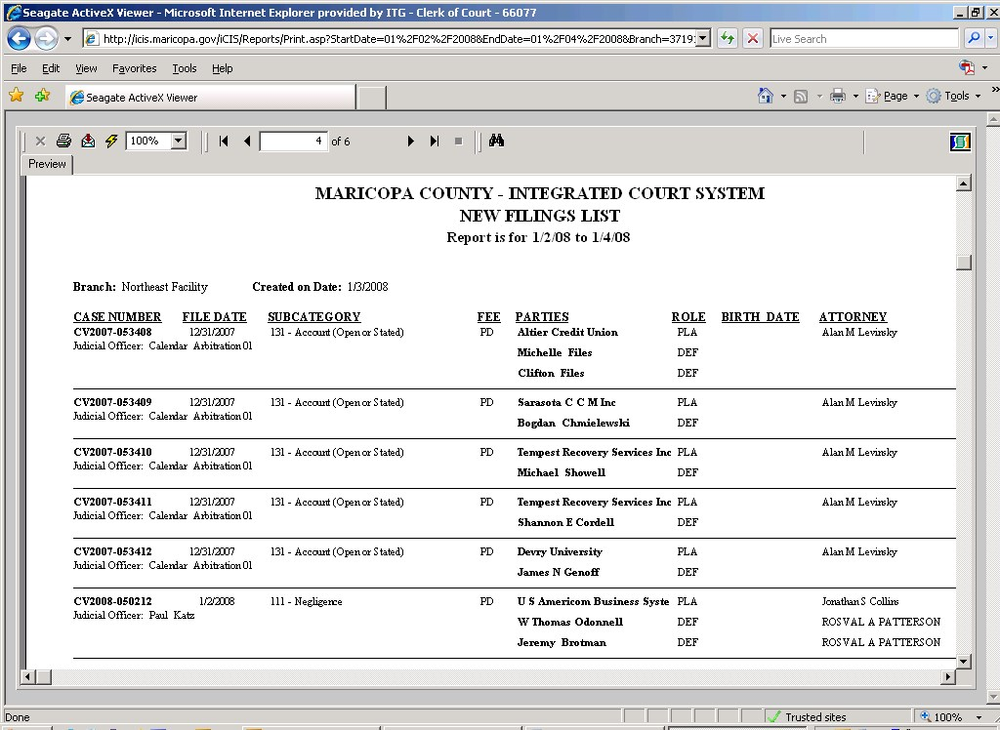 Seagate ActiveX Viewer - Microsoft Internet Explorer provided by ITG - Clerk of Court - 66077
http://icis.maricopa.gov/iCIS/Reports/Print.asp?StartDate=01%2F02%2F2008&EndDate=01%2F04%2F2008&Branch=3719 Live Search
File Edit View Favorites Tools Help
Seagate ActiveX Viewer Page Tools
100% 4 of 6
Preview
MARICOPA COUNTY - INTEGRATED COURT SYSTEM
NEW FILINGS LIST
Report is for 1/2/08 to 1/4/08
Branch: Northeast Facility Created on Date: 1/3/2008
CASE NUMBER FILE DATE SUBCATEGORY FEE PARTIES ROLE BIRTH DATE ATTORNEY
CV2007-053408 12/31/2007 131 - Account (Open or Stated) PD Altier Credit Union PLA Alan M Levinsky
Judicial Officer: Calendar Arbitration 01
Michelle Files DEF
Clifton Files DEF
CV2007-053409 12/31/2007 131 - Account (Open or Stated) PD Sarasota C C M Inc PLA Alan M Levinsky
Judicial Officer: Calendar Arbitration 01
Bogdan Chmielewski DEF
CV2007-053410 12/31/2007 131 - Account (Open or Stated) PD Tempest Recovery Services Inc PLA Alan M Levinsky
Judicial Officer: Calendar Arbitration 01
Michael Showell DEF
CV2007-053411 12/31/2007 131 - Account (Open or Stated) PD Tempest Recovery Services Inc PLA Alan M Levinsky
Judicial Officer: Calendar Arbitration 01
Shannon E Cordell DEF
CV2007-053412 12/31/2007 131 - Account (Open or Stated) PD Devry University PLA Alan M Levinsky
Judicial Officer: Calendar Arbitration 01
James N Genoff DEF
CV2008-050212 1/2/2008 111 - Negligence PD U S Americom Business Syste PLA Jonathan S Collins
Judicial Officer: Paul Katz
W Thomas Odonnell DEF ROSVAL A PATTERSON
Jeremy Brotman DEF ROSVAL A PATTERSON
Done Trusted sites 100%